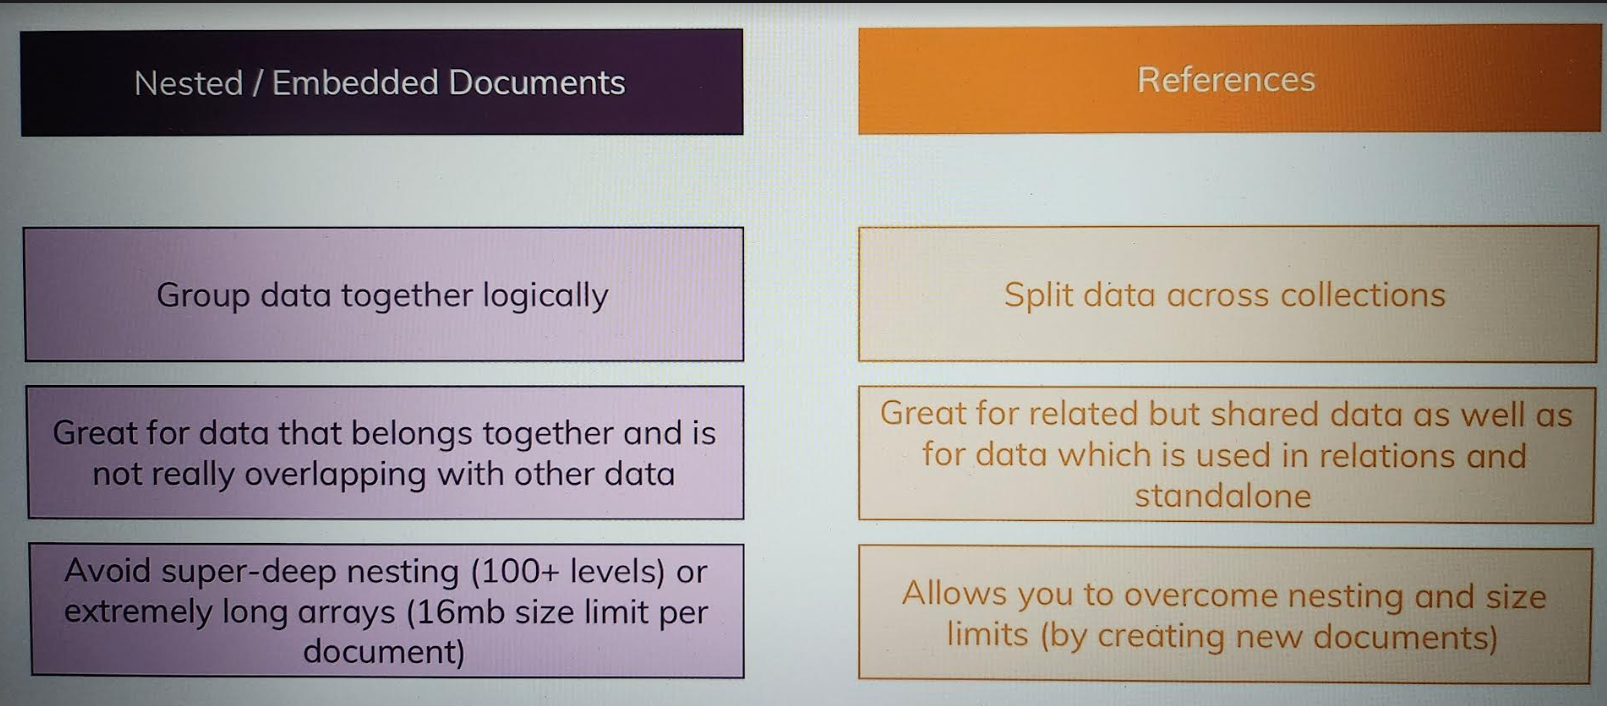 Nested / Embedded Documents
References
Group data together logically
Split data across collections
Great for data that belongs together and is
not really overlapping with other data
Great for related but shared data as well as
for data which is used in relations and
standalone
Avoid super-deep nesting (100+ levels) or
extremely long arrays (16mb size limit per
document)
Allows you to overcome nesting and size
limits (by creating new documents)